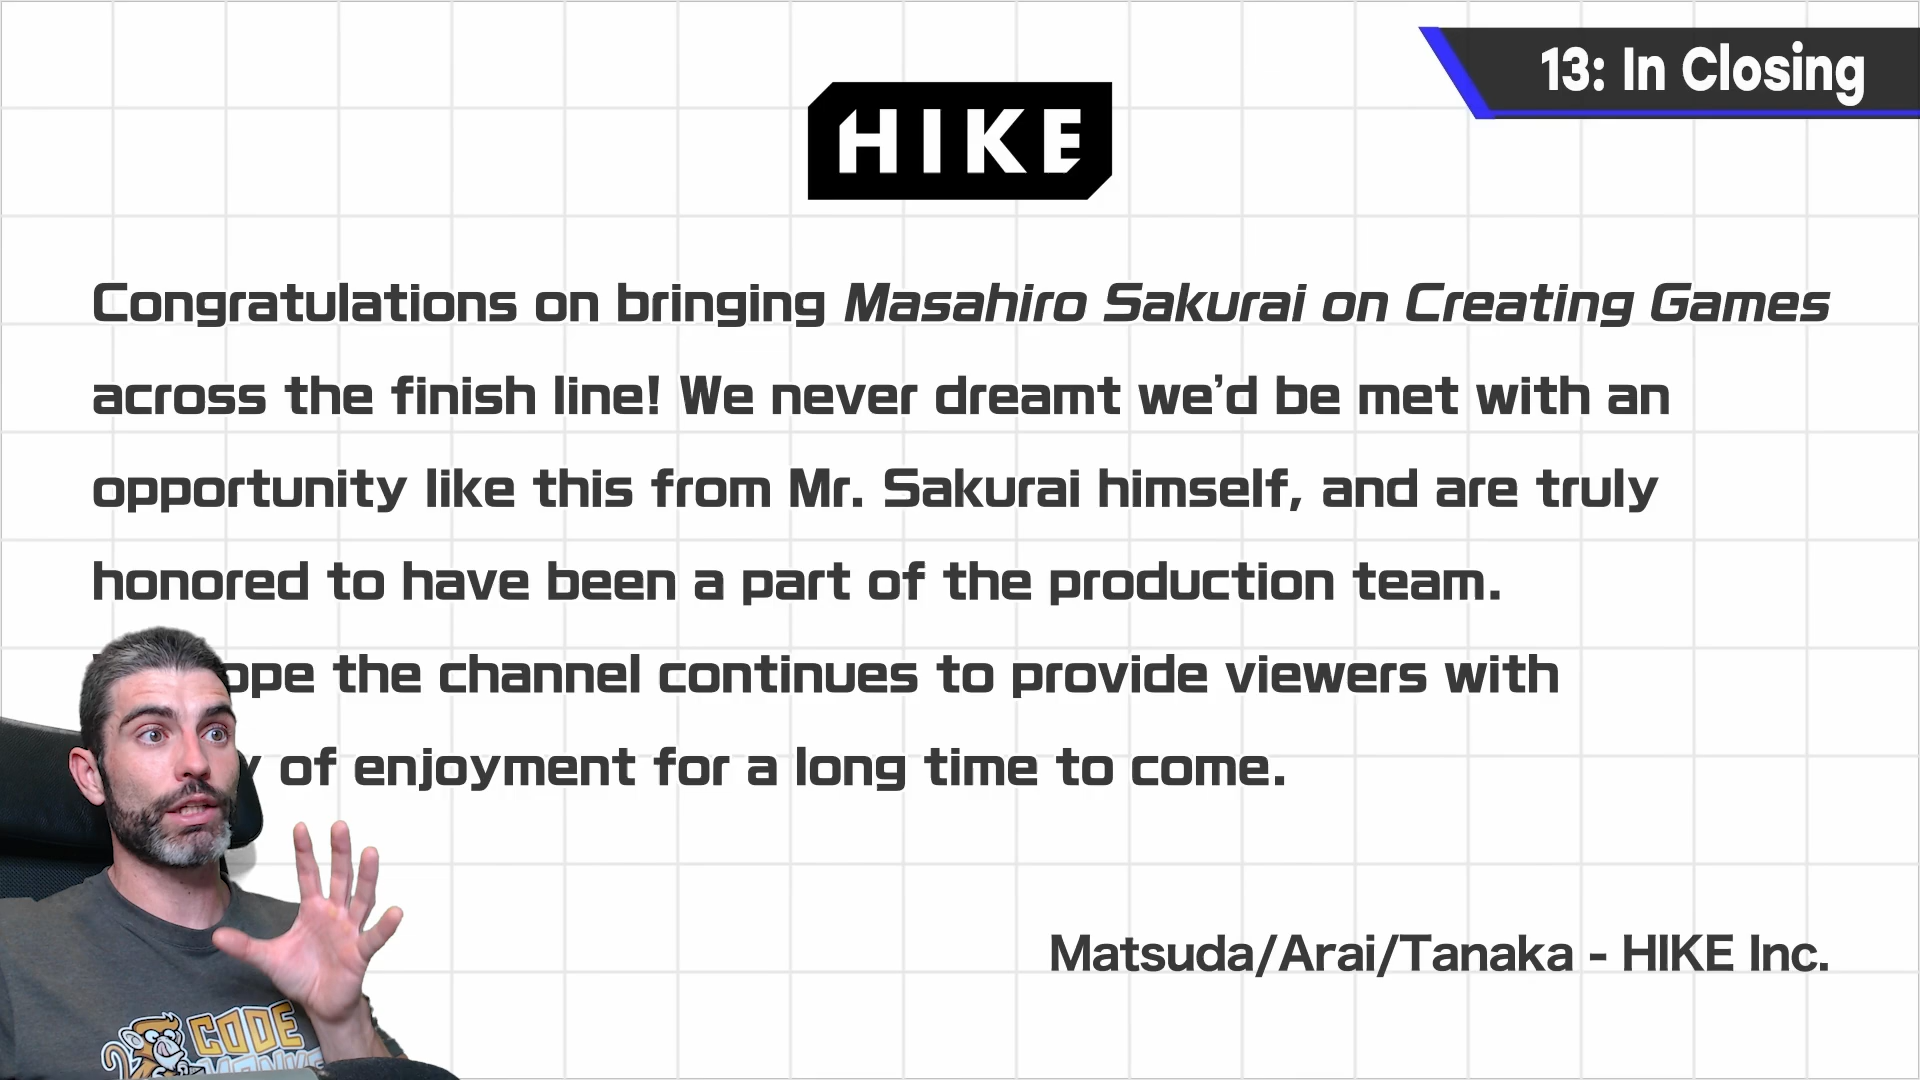 13: In Closing
HIKE
Congratulations on bringing Masahiro Sakurai on Creating Games
across the finish line! We never dreamt we’d be met with an
opportunity like this from Mr. Sakurai himself, and are truly
honored to have been a part of the production team.
the channel continues to provide viewers with
of enjoyment for a long time to come.
Matsuda/Arai/Tanaka - HIKE Inc.
CODE